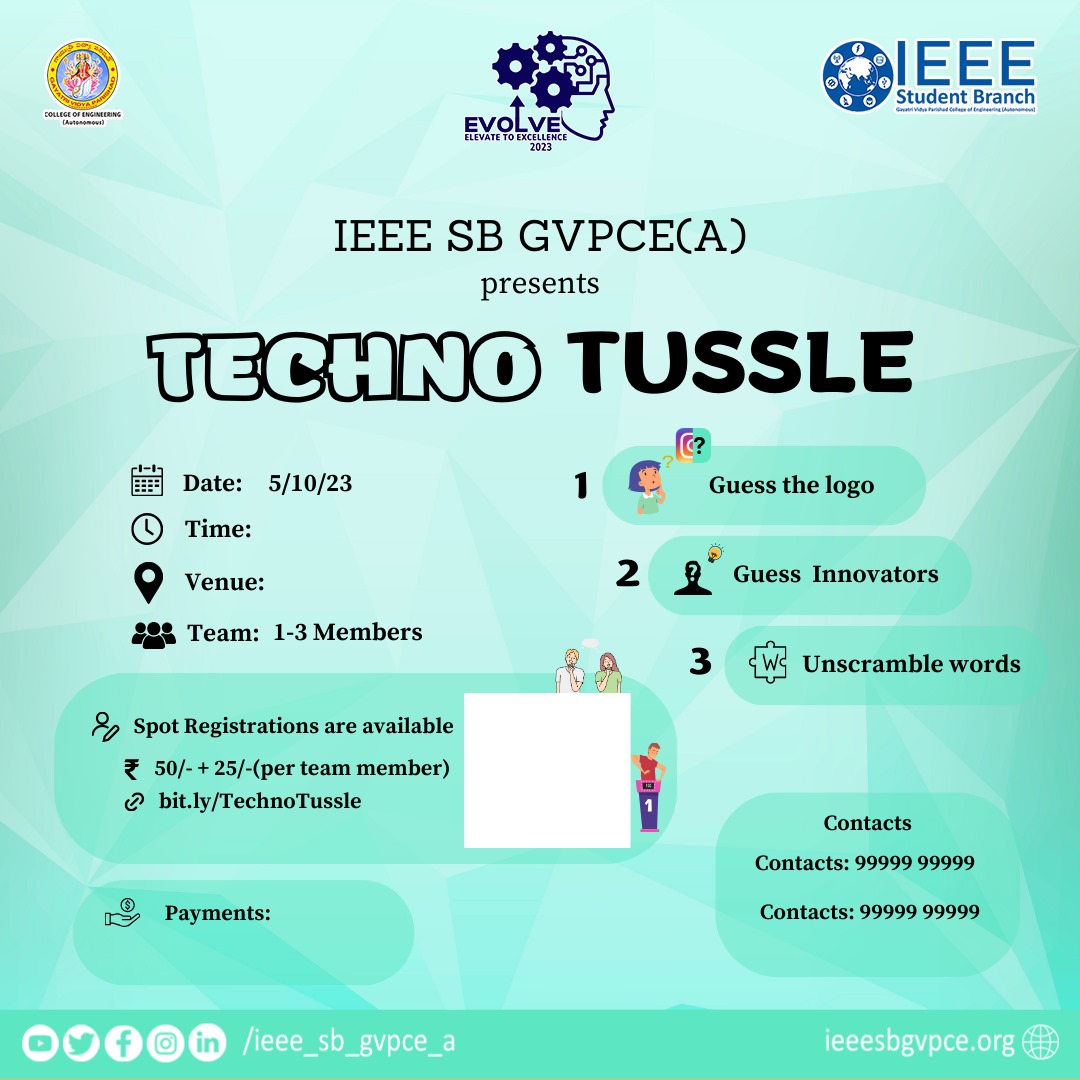 COLLEGE OF ENGINEERING
(Autonomous)
EVOLVE
ELEVATE TO EXCELLENCE
2023
IEEE
Student Branch
Gayatri Vidya Parishad College of Engineering (Autonomous)
IEEE SB GVPCE(A)
presents
TECHNO TUSSLE
Date: 5/10/23
Time:
Venue:
Team: 1-3 Members
1 Guess the logo
2 Guess Innovators
3 W Unscramble words
Spot Registrations are available
₹ 50/- + 25/-(per team member)
bit.ly/TechnoTussle
1
Payments:
Contacts
Contacts: 99999 99999
Contacts: 99999 99999
/ieee_sb_gvpce_a
ieeesbgvpce.org